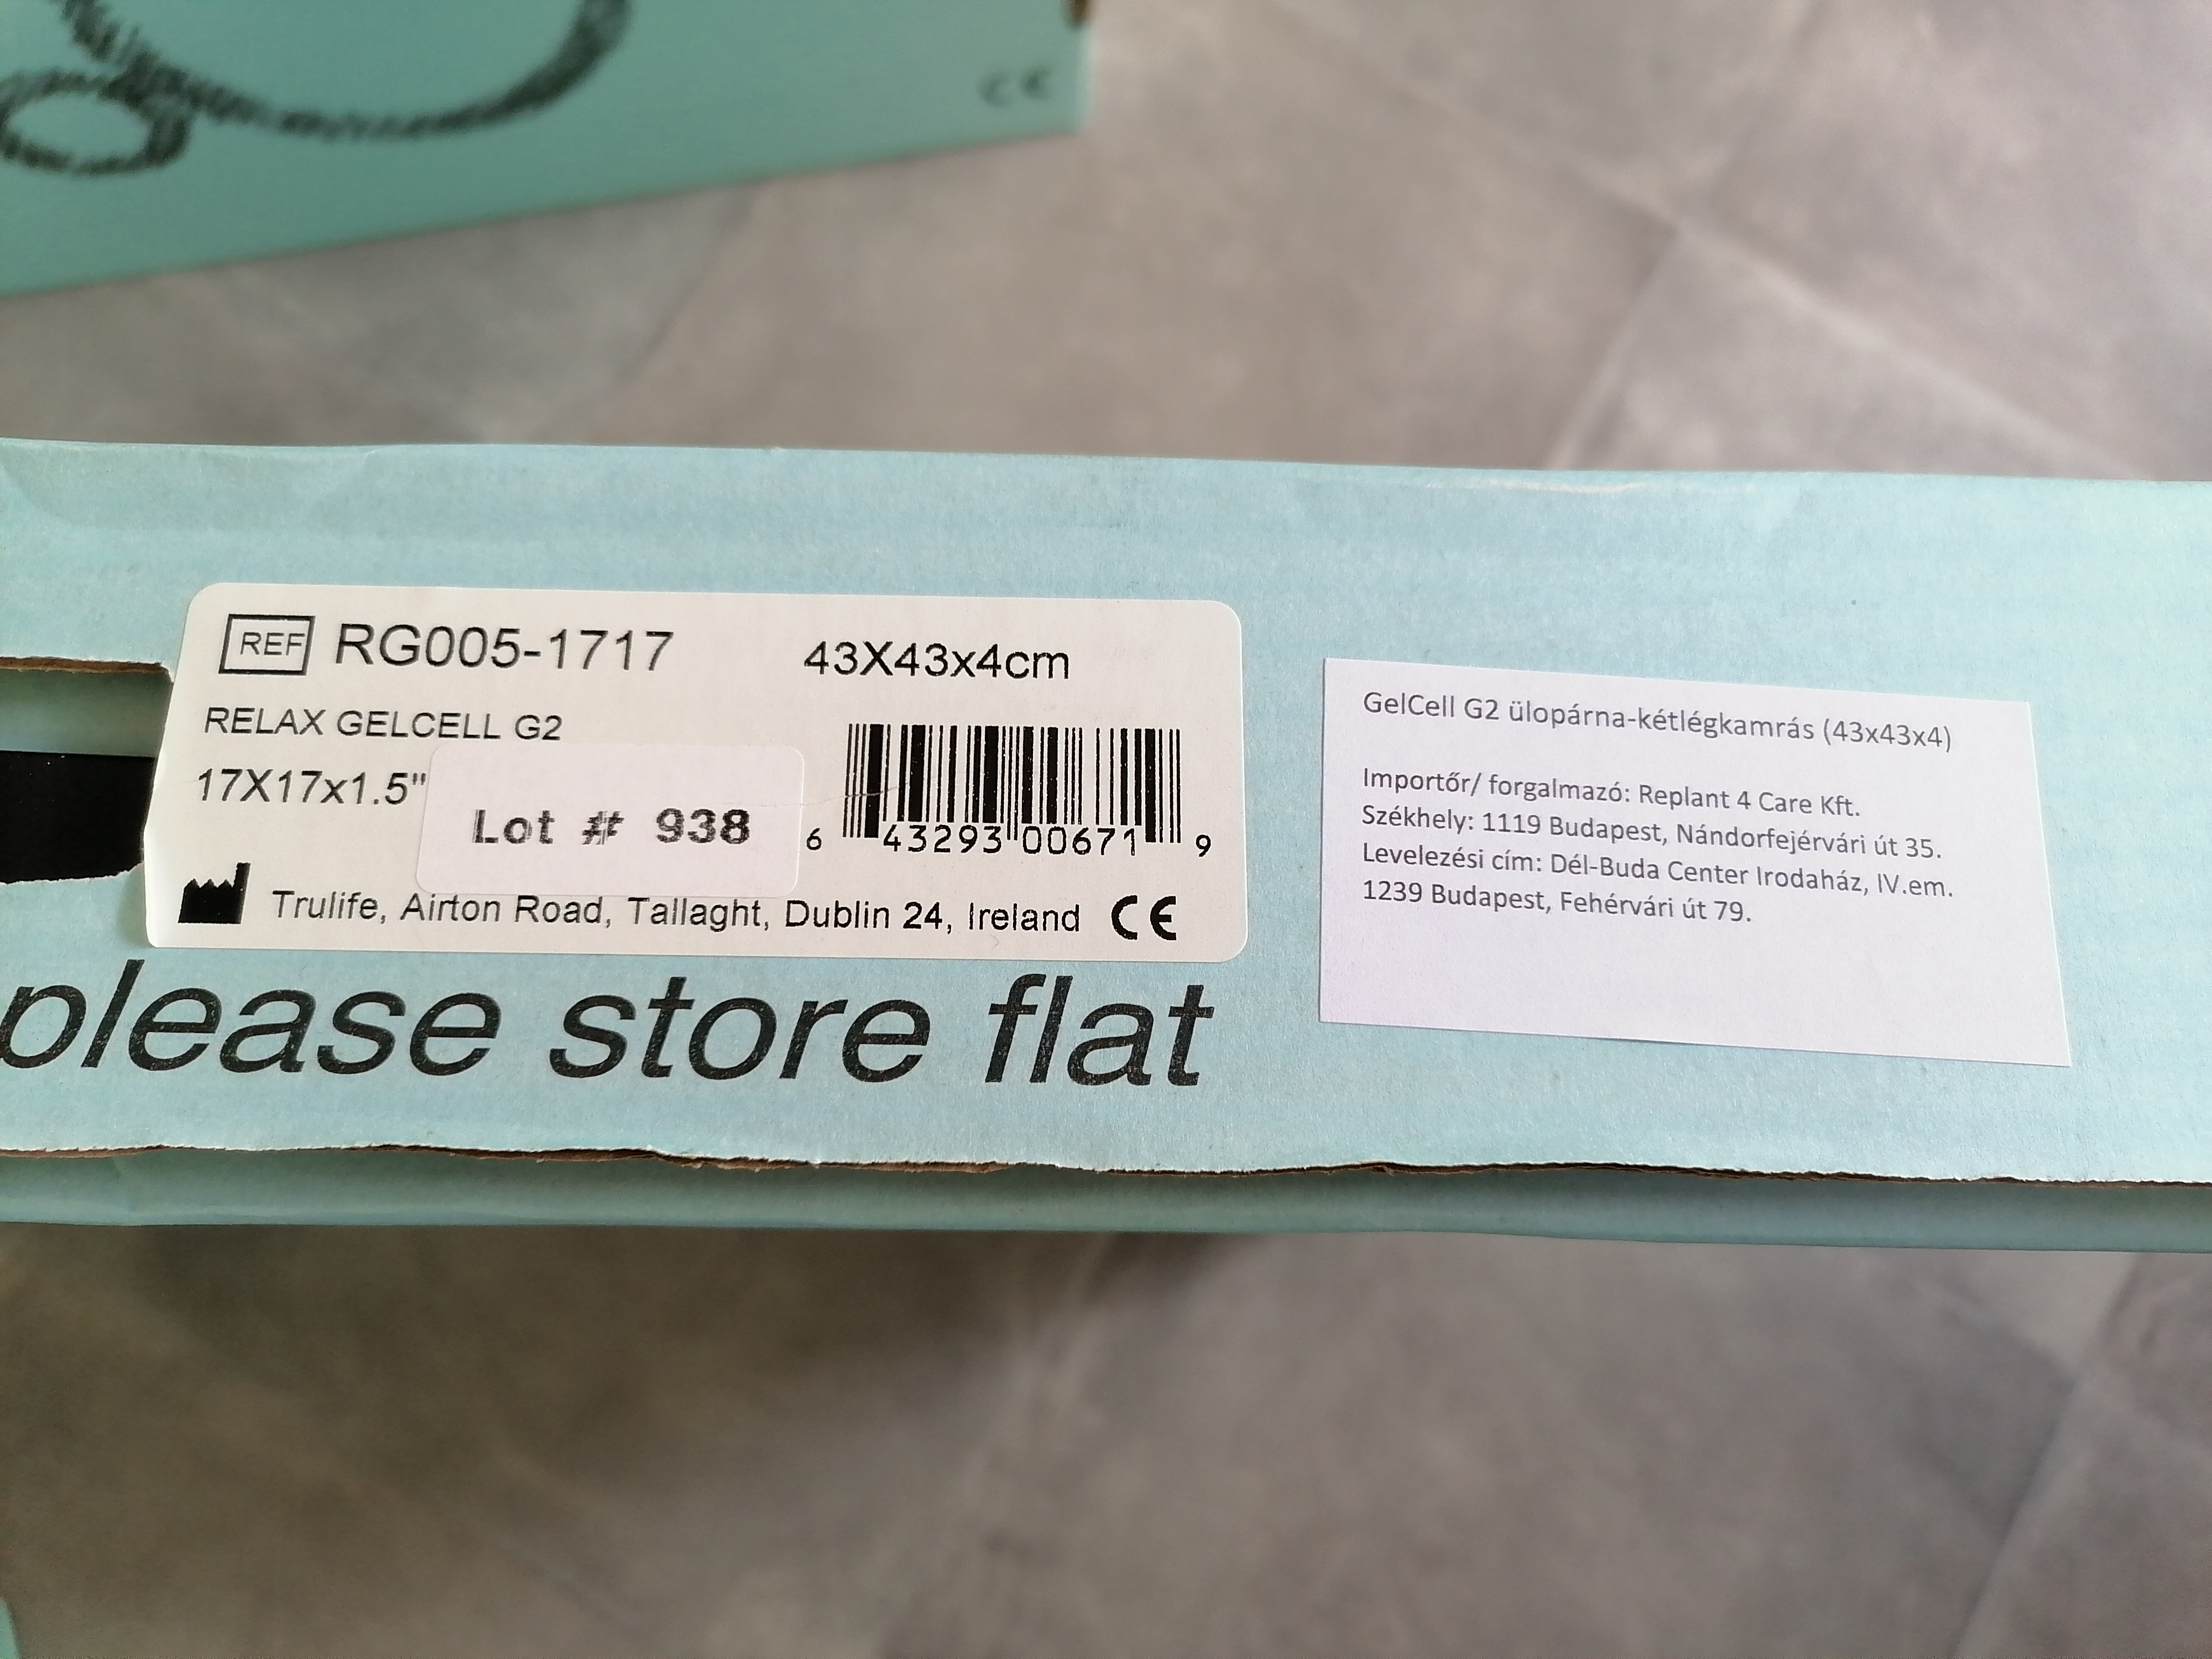 CE
REF RG005-1717 43X43x4cm
RELAX GELCELL G2
17X17x1.5"
Lot # 938
6 43293 00671 9
Trulife, Airton Road, Tallaght, Dublin 24, Ireland CE
please store flat
GelCell G2 ülopárna-kétlégkamrás (43x43x4)
Importőr/ forgalmazó: Replant 4 Care Kft.
Székhely: 1119 Budapest, Nándorfejérvári út 35.
Levelezési cím: Dél-Buda Center Irodaház, IV.em.
1239 Budapest, Fehérvári út 79.